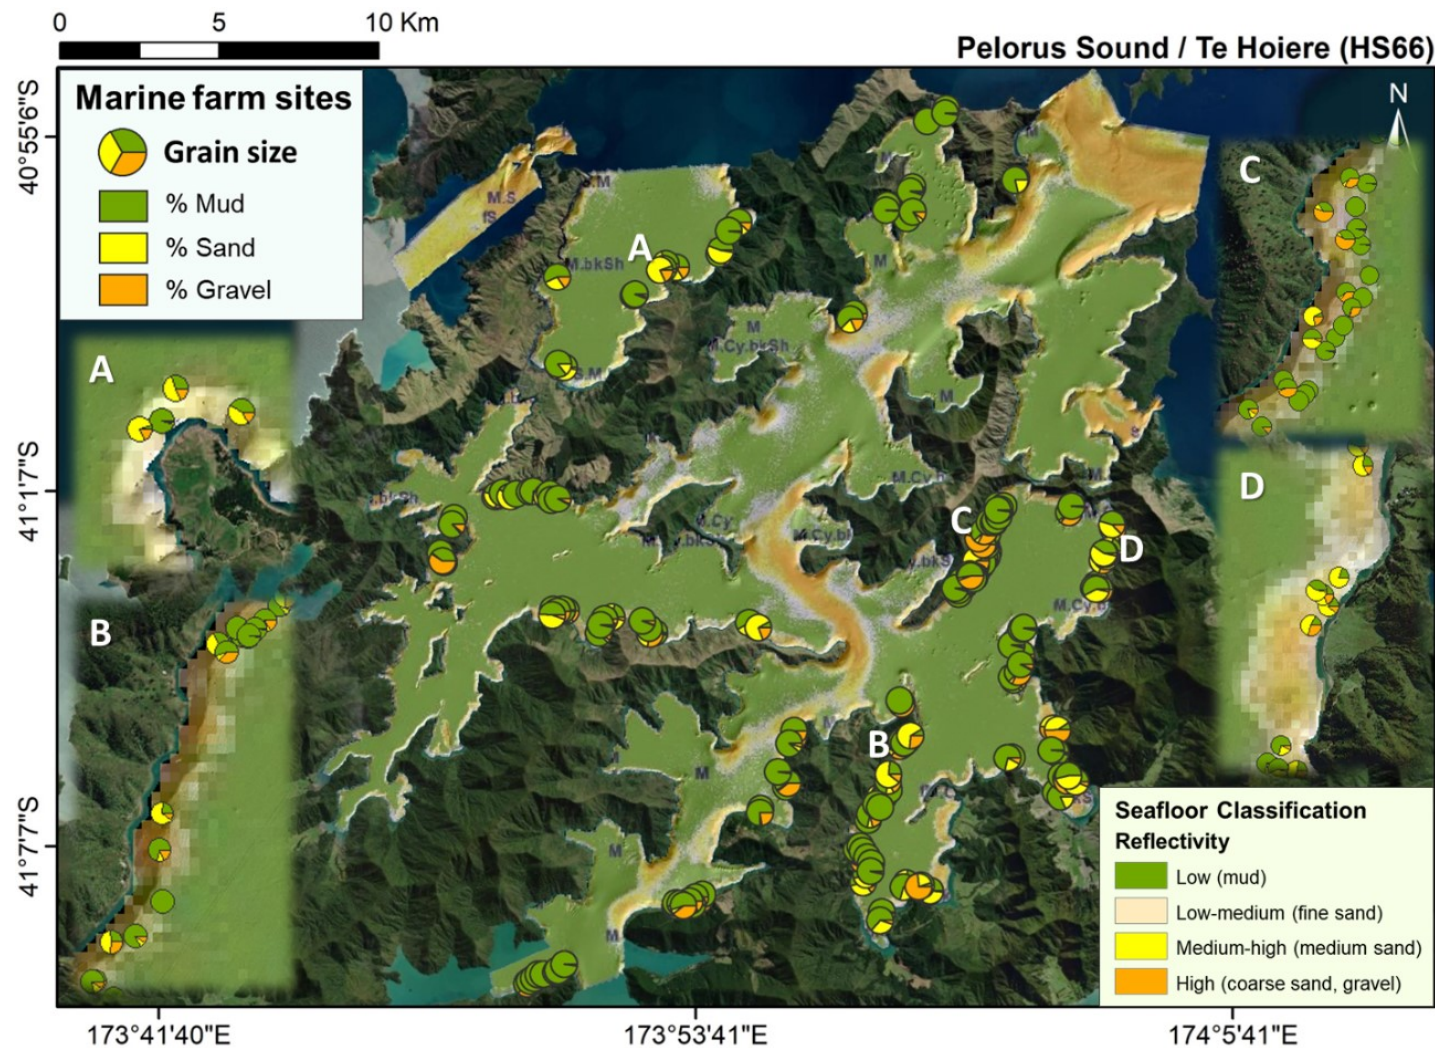 0 5 10 Km
Pelorus Sound / Te Hoiere (HS66)
Marine farm sites
Grain size
% Mud
% Sand
% Gravel
40°55'6"S
41°1'7"S
41°7'7"S
N
M.S
fS
S.M
M
M
A
M.bkSh
M
M
M.Cy.bkSh
S.M
M
S
M
M.Cy
C
D
B
M
M
M
M
A
B
C
D
Seafloor Classification
Reflectivity
Low (mud)
Low-medium (fine sand)
Medium-high (medium sand)
High (coarse sand, gravel)
173°41'40"E
173°53'41"E
174°5'41"E